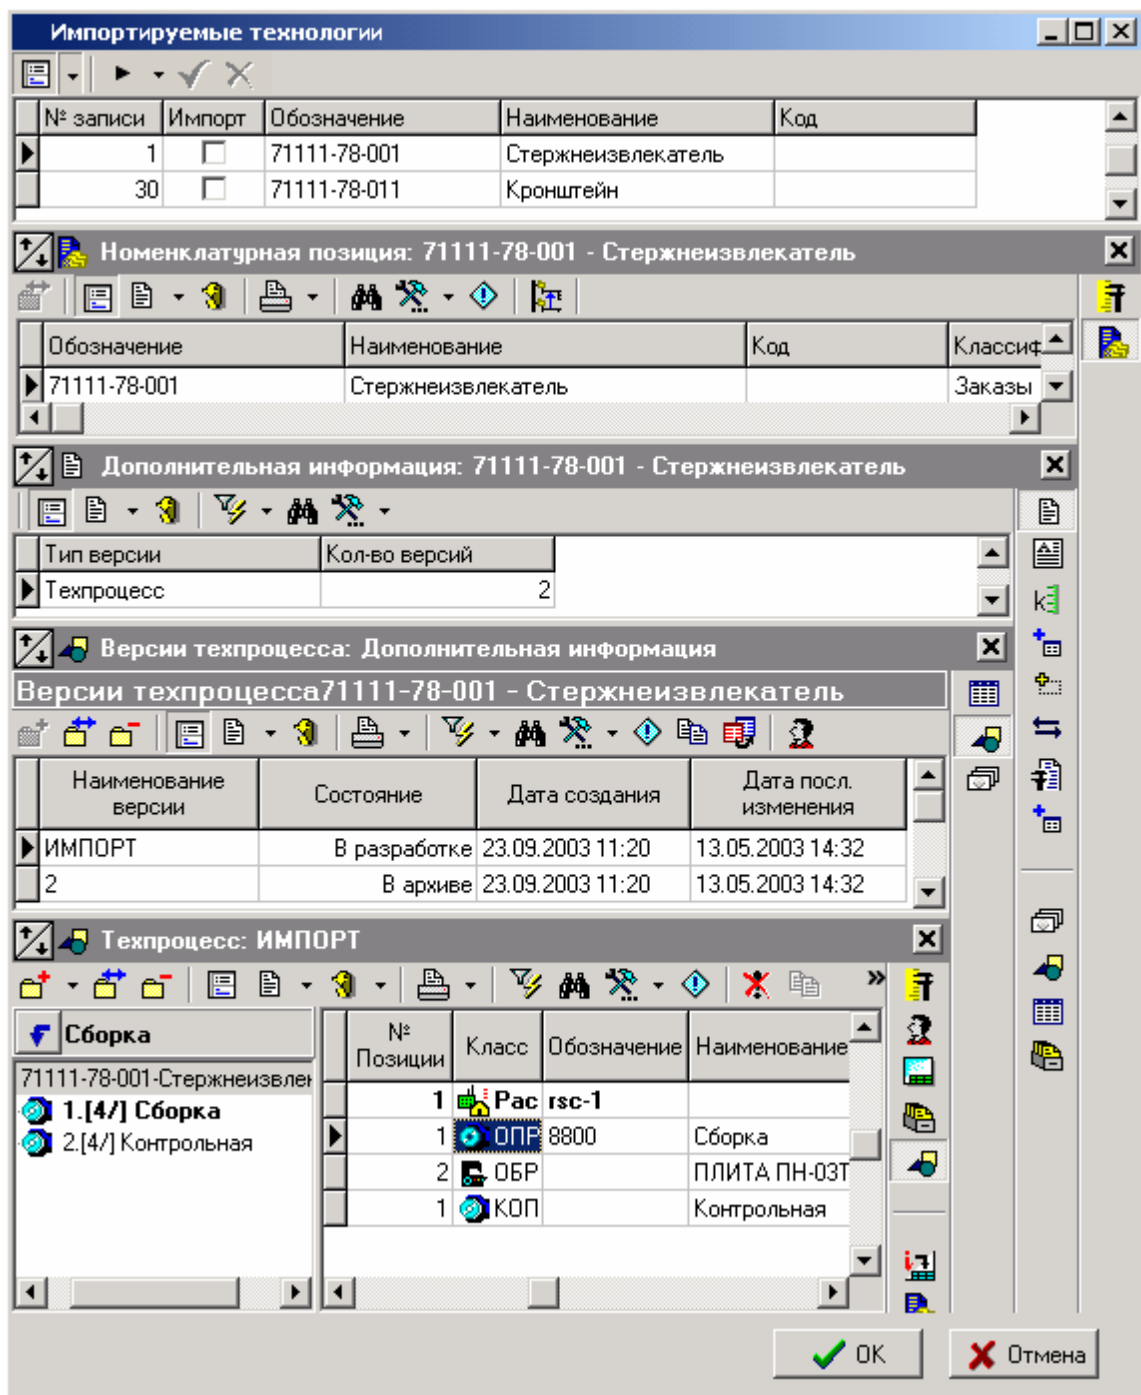 Импортируемые технологии
№ записи Импорт Обозначение Наименование Код
1 71111-78-001 Стержнеизвлекатель
30 71111-78-011 Кронштейн
Номенклатурная позиция: 71111-78-001 - Стержнеизвлекатель
Обозначение Наименование Код Классиф
71111-78-001 Стержнеизвлекатель Заказы
Дополнительная информация: 71111-78-001 - Стержнеизвлекатель
Тип версии Кол-во версий
Техпроцесс 2
Версии техпроцесса: Дополнительная информация
Версии техпроцесса71111-78-001 - Стержнеизвлекатель
Наименование версии Состояние Дата создания Дата посл. изменения
ИМПОРТ В разработке 23.09.2003 11:20 13.05.2003 14:32
2 В архиве 23.09.2003 11:20 13.05.2003 14:32
Техпроцесс: ИМПОРТ
Сборка
71111-78-001-Стержнеизвлек
1.[4/] Сборка
2.[4/] Контрольная
№ Позиции Класс Обозначение Наименование
1 Рас rsc-1
1 ОПР 8800 Сборка
2 ОБР ПЛИТА ПН-03Т
1 КОП Контрольная
OK Отмена